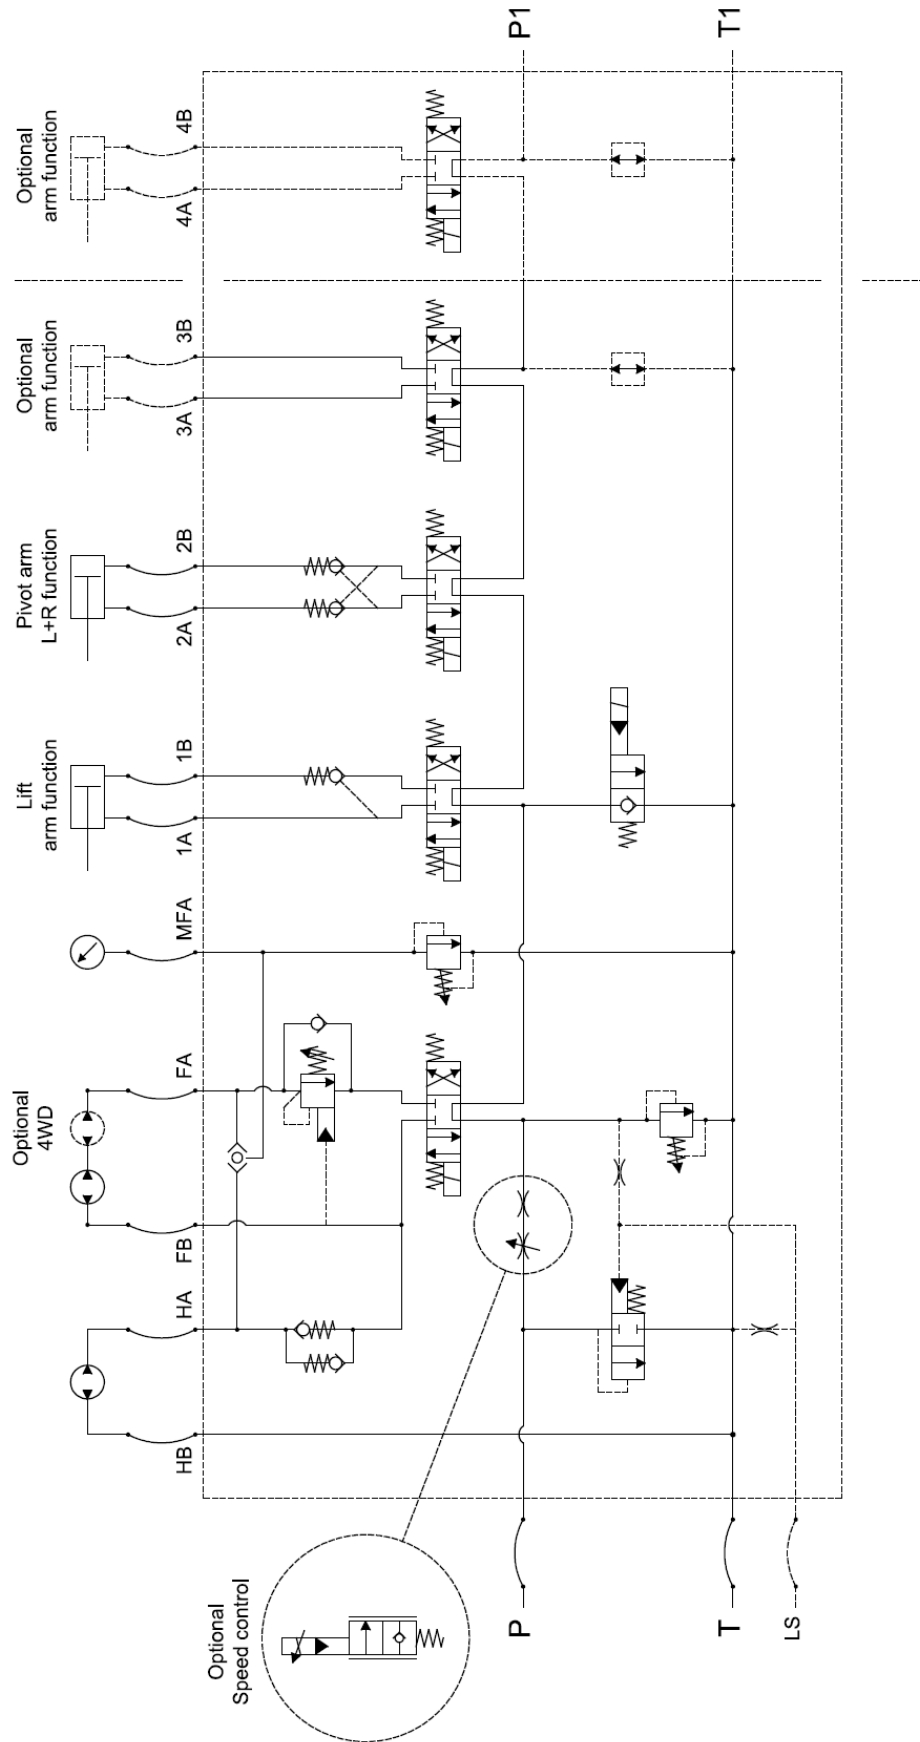 P1
T1
Optional
arm function
4B
4A
Optional
arm function
3B
3A
Pivot arm
L+R function
2B
2A
Lift
arm function
1B
1A
MFA
FA
Optional
4WD
FB
HA
HB
Optional
Speed control
P
T
LS